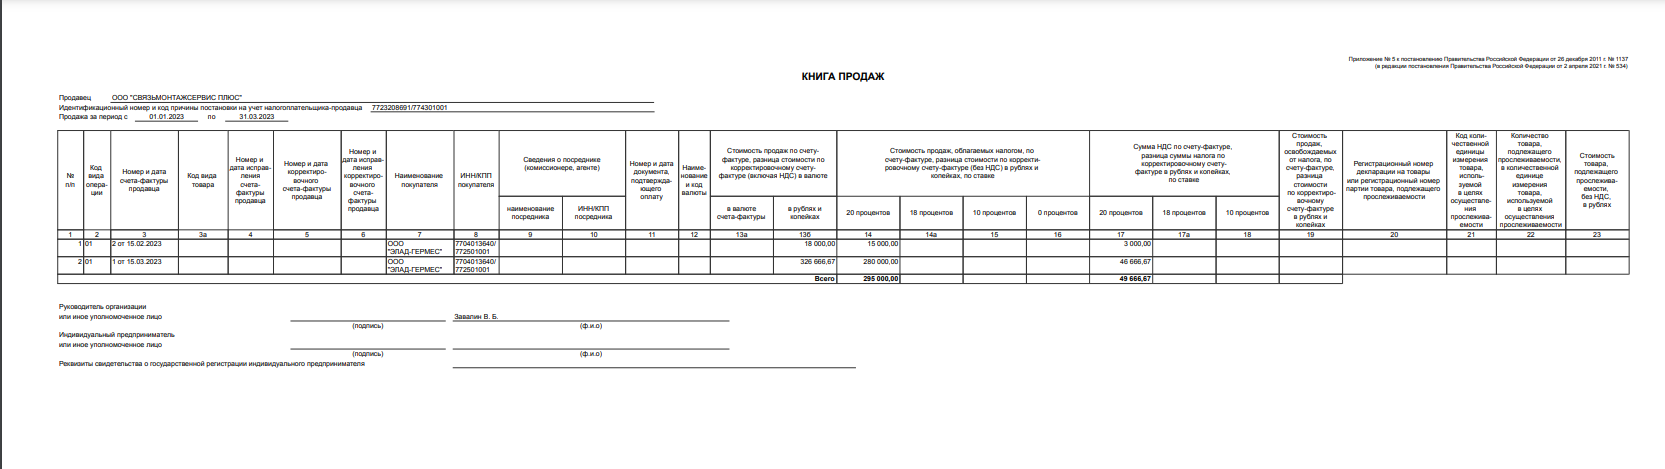 Приложение № 5 к постановлению Правительства Российской Федерации от 26 декабря 2011 г. № 1137
(в редакции постановления Правительства Российской Федерации от 2 апреля 2021 г. № 534)
КНИГА ПРОДАЖ
Продавец ООО "СВЯЗЬМОНТАЖСЕРВИС ПЛЮС"
Идентификационный номер и код причины постановки на учет налогоплательщика-продавца 7723208691/774301001
Продажа за период с 01.01.2023 по 31.03.2023
№
п/п
Код
вида
опера-
ции
Номер и дата
счета-фактуры
продавца
Код вида
товара
Номер и
дата исправ-
ления
счета-
фактуры
продавца
Номер и дата
корректиро-
вочного
счета-фактуры
продавца
Номер и
дата исправ-
ления
корректиро-
вочного
счета-
фактуры
продавца
Наименование
покупателя
ИНН/КПП
покупателя
Сведения о посреднике
(комиссионере, агенте)
наименование
посредника
ИНН/КПП
посредника
Номер и дата
документа,
подтвержда-
ющего
оплату
Наиме-
нование
и код
валюты
Стоимость продаж по счету-
фактуре, разница стоимости по
корректировочному счету-
фактуре (включая НДС) в валюте
в валюте
счета-фактуры
в рублях и
копейках
Стоимость продаж, облагаемых налогом, по
счету-фактуре, разница стоимости по корректи-
ровочному счету-фактуре (без НДС) в рублях и
копейках, по ставке
20 процентов
18 процентов
10 процентов
0 процентов
Сумма НДС по счету-фактуре,
разница суммы налога по
корректировочному счету-
фактуре в рублях и копейках,
по ставке
20 процентов
18 процентов
10 процентов
Стоимость
продаж,
освобождаемых
от налога, по
счету-фактуре,
разница
стоимости
по корректиро-
вочному
счету-фактуре
в рублях и
копейках
Регистрационный номер
декларации на товары
или регистрационный номер
партии товара, подлежащего
прослеживаемости
Код коли-
чественной
единицы
измерения
товара,
исполь-
зуемой
в целях
осуществле-
ния
прослежива-
емости
Количество
товара,
подлежащего
прослеживаемости,
в количественной
единице
измерения
товара,
используемой
в целях
осуществления
прослеживаемости
Стоимость
товара,
подлежащего
прослежива-
емости,
без НДС,
в рублях
1 2 3 3а 4 5 6 7 8 9 10 11 12 13а 13б 14 14а 15 16 17 17а 18 19 20 21 22 23
1 01 2 от 15.02.2023 ООО 7704013640/ 18 000,00 15 000,00 3 000,00
"ЭЛАД-ГЕРМЕС" 772501001
2 01 1 от 15.03.2023 ООО 7704013640/ 326 666,67 280 000,00 46 666,67
"ЭЛАД-ГЕРМЕС" 772501001
Всего 295 000,00 49 666,67
Руководитель организации
или иное уполномоченное лицо Завалин В. Б.
(подпись) (ф.и.о)
Индивидуальный предприниматель
или иное уполномоченное лицо
(подпись) (ф.и.о)
Реквизиты свидетельства о государственной регистрации индивидуального предпринимателя